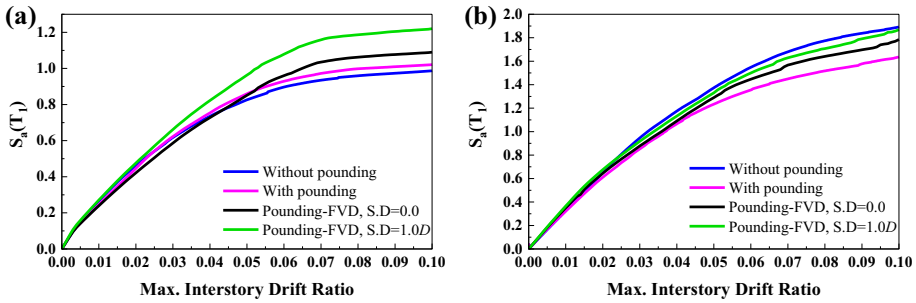 (a)
1.2
1.0
0.8
0.6
0.4
0.2
0.0
Sₐ(T₁)
Without pounding
With pounding
Pounding-FVD, S.D=0.0
Pounding-FVD, S.D=1.0D
0.00 0.01 0.02 0.03 0.04 0.05 0.06 0.07 0.08 0.09 0.10
Max. Interstory Drift Ratio
(b)
2.0
1.8
1.6
1.4
1.2
1.0
0.8
0.6
0.4
0.2
0.0
Sₐ(T₁)
Without pounding
With pounding
Pounding-FVD, S.D=0.0
Pounding-FVD, S.D=1.0D
0.00 0.01 0.02 0.03 0.04 0.05 0.06 0.07 0.08 0.09 0.10
Max. Interstory Drift Ratio